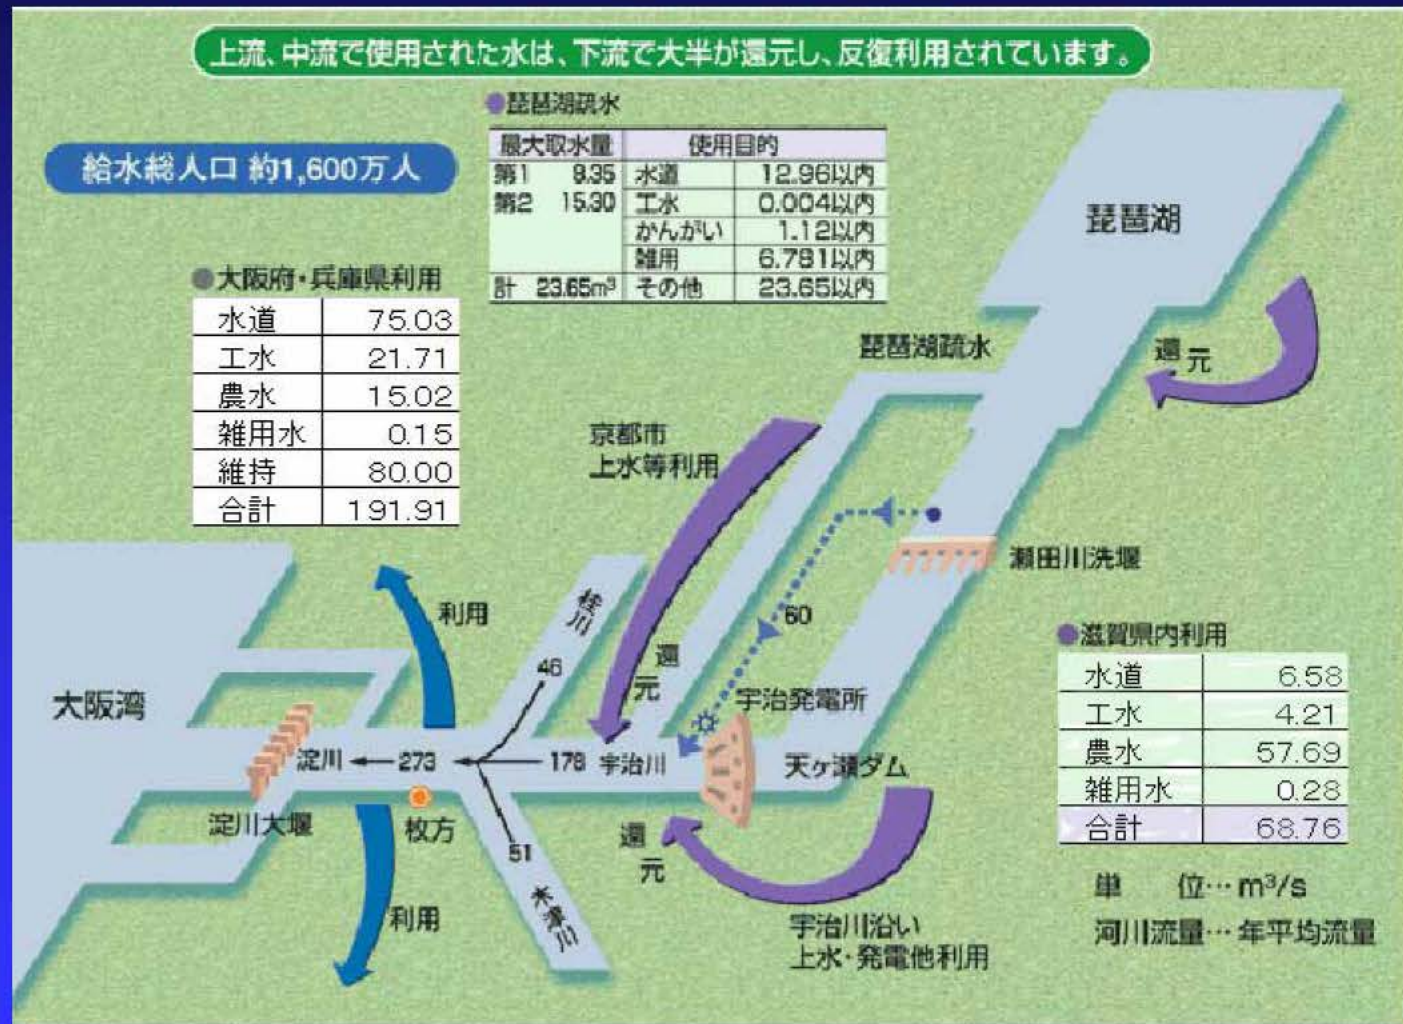 上流、中流で使用された水は、下流で大半が還元し、反復利用されています。
給水総人口 約1,600万人
●琵琶湖疏水
最大取水量 使用目的
第1 8.35 水道 12.96以内
第2 15.30 工水 0.004以内
かんがい 1.12以内
雑用 6.781以内
計 23.65m³ その他 23.65以内
●大阪府・兵庫県利用
水道 75.03
工水 21.71
農水 15.02
雑用水 0.15
維持 80.00
合計 191.91
琵琶湖
還元
琵琶湖疏水
京都市
上水等利用
瀬田川洗堰
60
●滋賀県内利用
水道 6.58
工水 4.21
農水 57.69
雑用水 0.28
合計 68.76
単 位…m³/s
河川流量…年平均流量
利用
桂川
46
還元
宇治発電所
大阪湾
淀川 273 178 宇治川 天ヶ瀬ダム
淀川大堰
枚方
51
還元
木津川
利用
宇治川沿い
上水・発電他利用